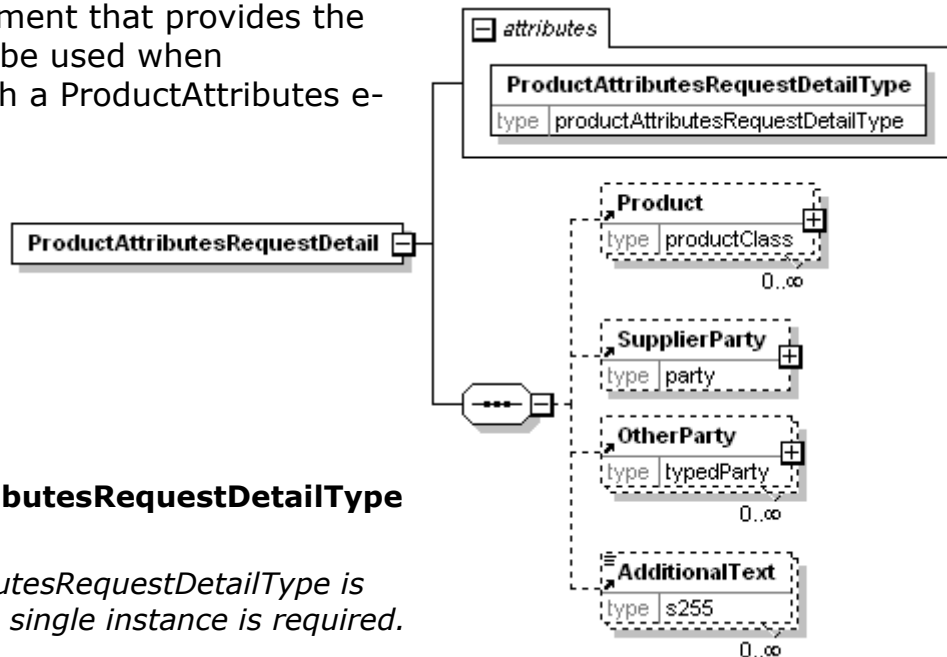 ment that provides the
be used when
h a ProductAttributes e-
attributes
ProductAttributesRequestDetailType
type productAttributesRequestDetailType
ProductAttributesRequestDetail
Product
type productClass
0..∞
SupplierParty
type party
OtherParty
type typedParty
0..∞
AdditionalText
type s255
0..∞
ibutesRequestDetailType
utesRequestDetailType is
single instance is required.